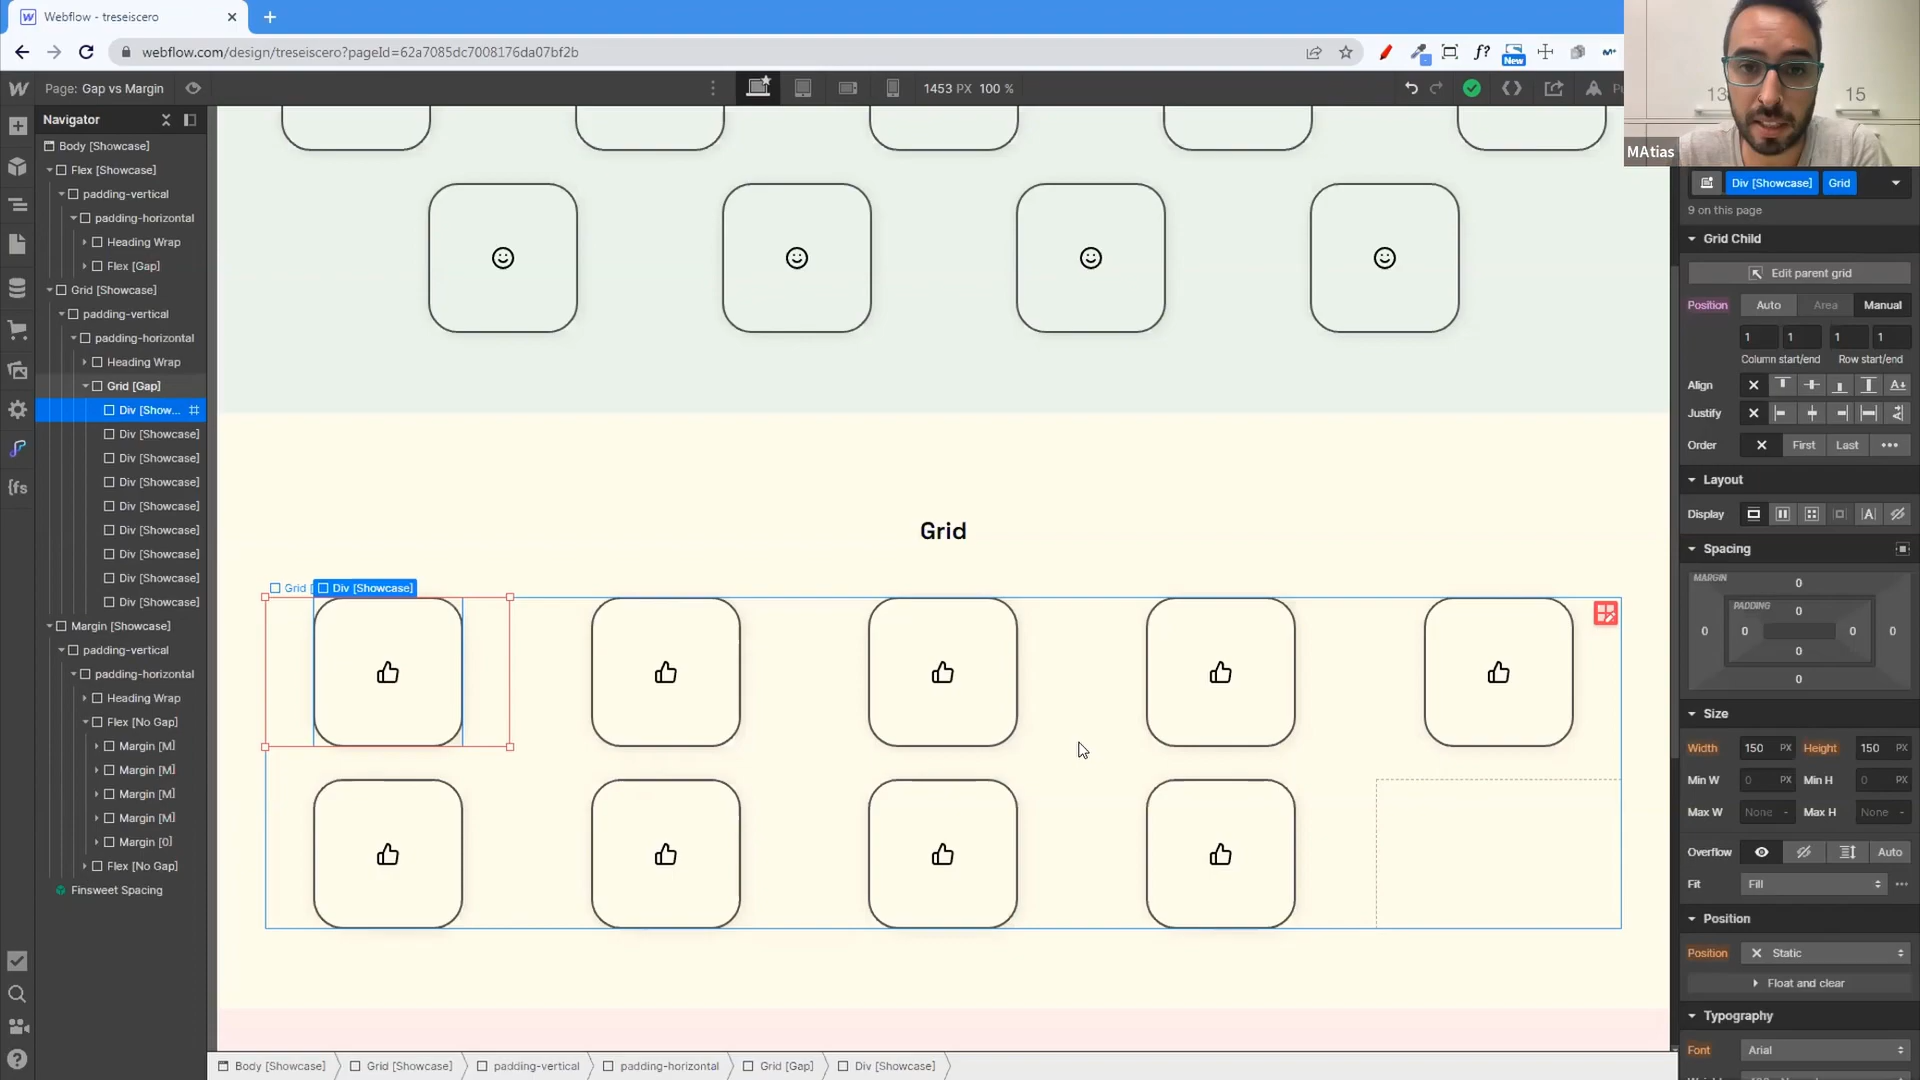 Webflow - treseiscero
webflow.com/design/treseiscero?pageId=62a7085dc7008176da07bf2b
New
Page: Gap vs Margin
1453 PX 100 %
13
15
MAtias
Navigator
Body [Showcase]
Flex [Showcase]
padding-vertical
padding-horizontal
Heading Wrap
Flex [Gap]
Grid [Showcase]
padding-vertical
padding-horizontal
Heading Wrap
Grid [Gap]
Div [Show...
Div [Showcase]
Div [Showcase]
Div [Showcase]
Div [Showcase]
Div [Showcase]
Div [Showcase]
Div [Showcase]
Div [Showcase]
Margin [Showcase]
padding-vertical
padding-horizontal
Heading Wrap
Flex [No Gap]
Margin [M]
Margin [M]
Margin [M]
Margin [M]
Margin [0]
Flex [No Gap]
Finsweet Spacing
Grid
Grid [
Div [Showcase]
Div [Showcase] Grid
9 on this page
Grid Child
Edit parent grid
Position Auto Area Manual
1 1 1 1
Column start/end Row start/end
Align
Justify
Order First Last
Layout
Display
Spacing
MARGIN
0
PADDING
0
0 0 0 0
0
0
Size
Width 150 PX Height 150 PX
Min W 0 PX Min H 0 PX
Max W None - Max H None -
Overflow Auto
Fit Fill
Position
Position Static
Float and clear
Typography
Font Arial
Body [Showcase] Grid [Showcase] padding-vertical padding-horizontal Grid [Gap] Div [Showcase]